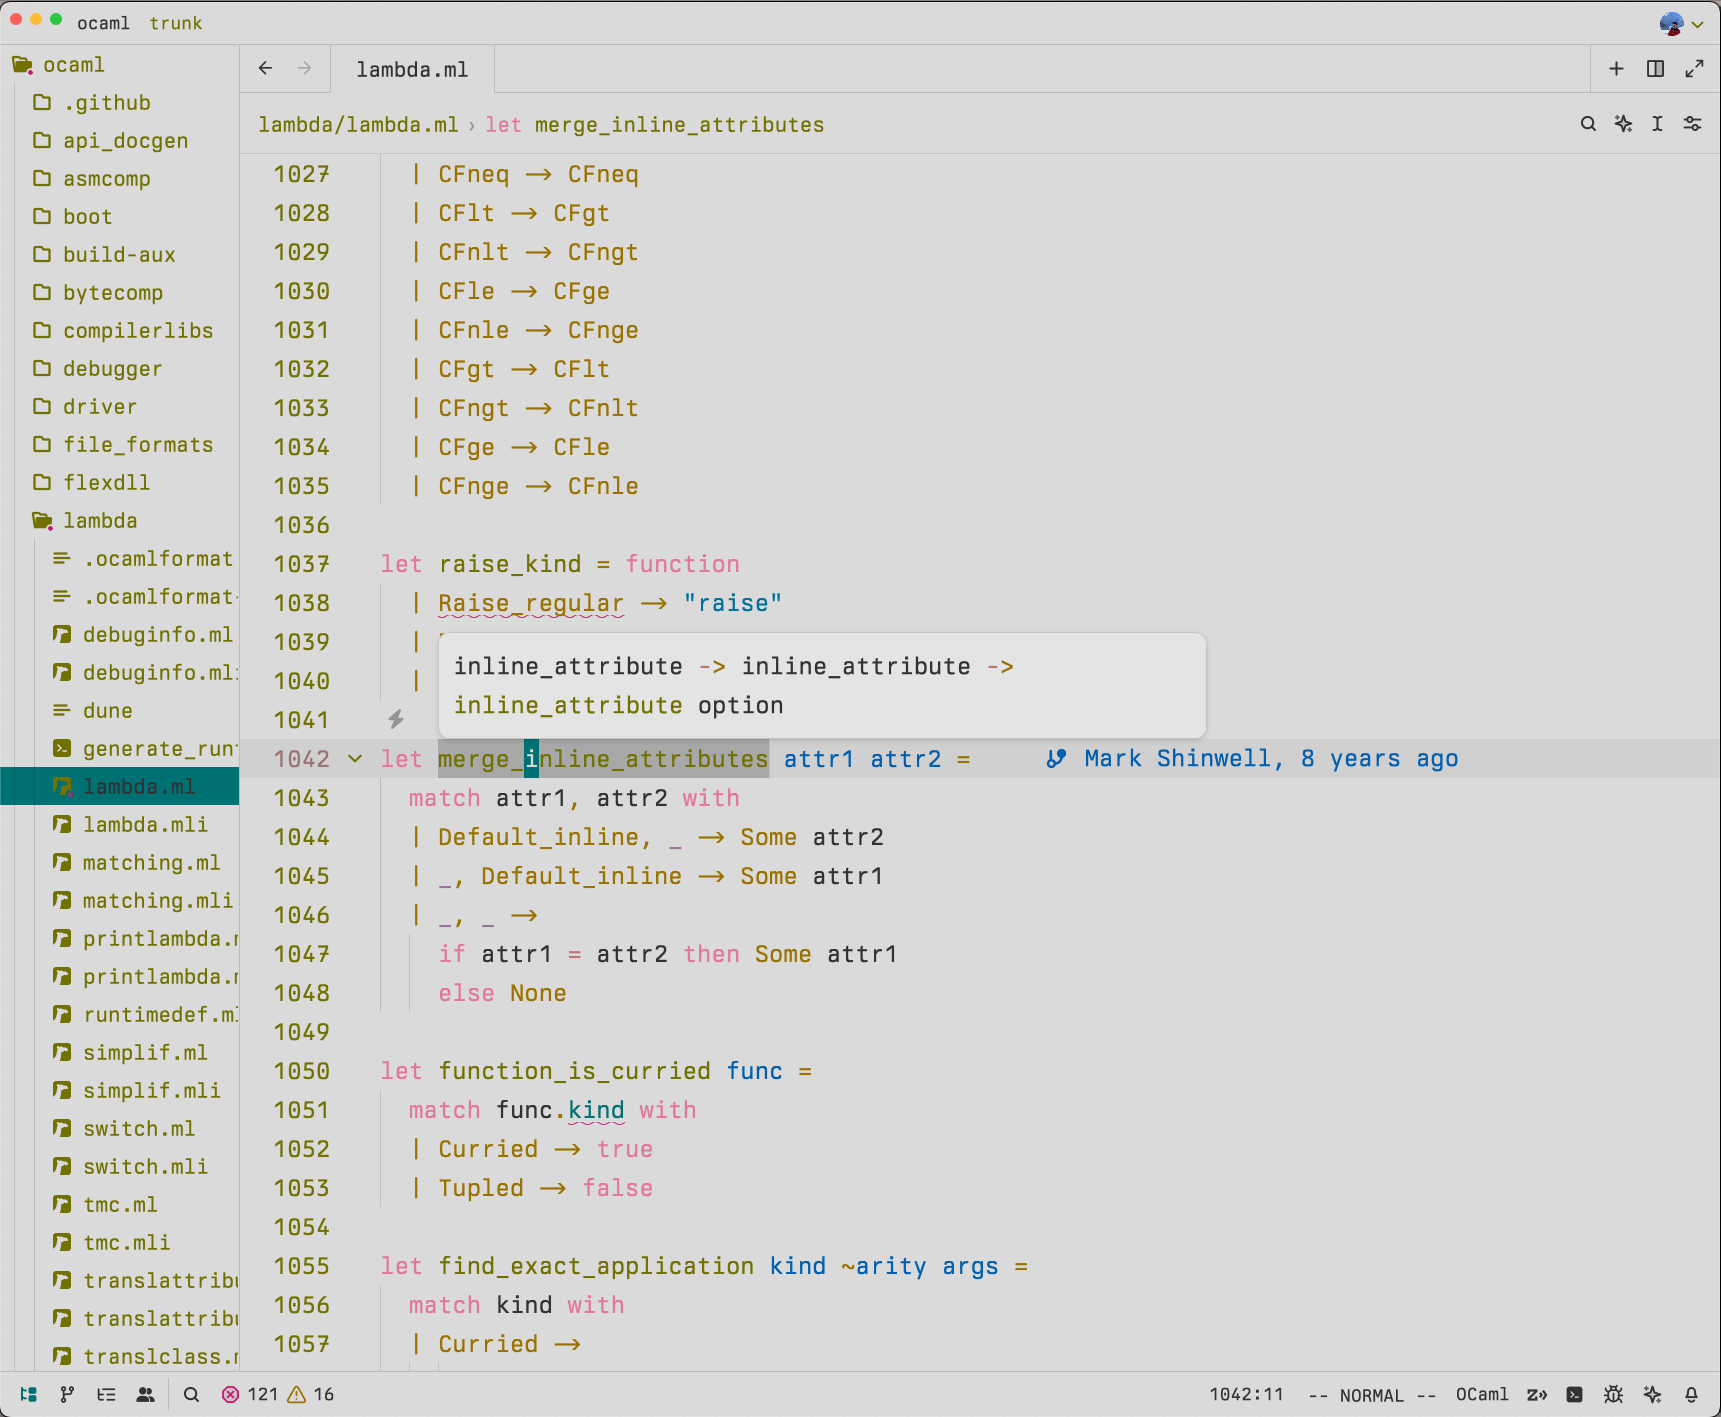 ocaml trunk
ocaml
.github
api_docgen
asmcomp
boot
build-aux
bytecomp
compilerlibs
debugger
driver
file_formats
flexdll
lambda
.ocamlformat
.ocamlformat-
debuginfo.ml
debuginfo.mli
dune
generate_runt
lambda.ml
lambda.mli
matching.ml
matching.mli
printlambda.m
printlambda.m
runtimedef.ml
simplif.ml
simplif.mli
switch.ml
switch.mli
tmc.ml
tmc.mli
translattribu
translattribu
translclass.m
lambda.ml
lambda/lambda.ml › let merge_inline_attributes
1027 | CFneq -> CFneq
1028 | CFlt -> CFgt
1029 | CFnlt -> CFngt
1030 | CFle -> CFge
1031 | CFnle -> CFnge
1032 | CFgt -> CFlt
1033 | CFngt -> CFnlt
1034 | CFge -> CFle
1035 | CFnge -> CFnle
1036
1037 let raise_kind = function
1038 | Raise_regular -> "raise"
1039 |
1040 |
1041
inline_attribute -> inline_attribute ->
inline_attribute option
1042 let merge_inline_attributes attr1 attr2 = Mark Shinwell, 8 years ago
1043 match attr1, attr2 with
1044 | Default_inline, _ -> Some attr2
1045 | _, Default_inline -> Some attr1
1046 | _, _ ->
1047 if attr1 = attr2 then Some attr1
1048 else None
1049
1050 let function_is_curried func =
1051 match func.kind with
1052 | Curried -> true
1053 | Tupled -> false
1054
1055 let find_exact_application kind ~arity args =
1056 match kind with
1057 | Curried ->
121 16 1042:11 -- NORMAL -- OCaml